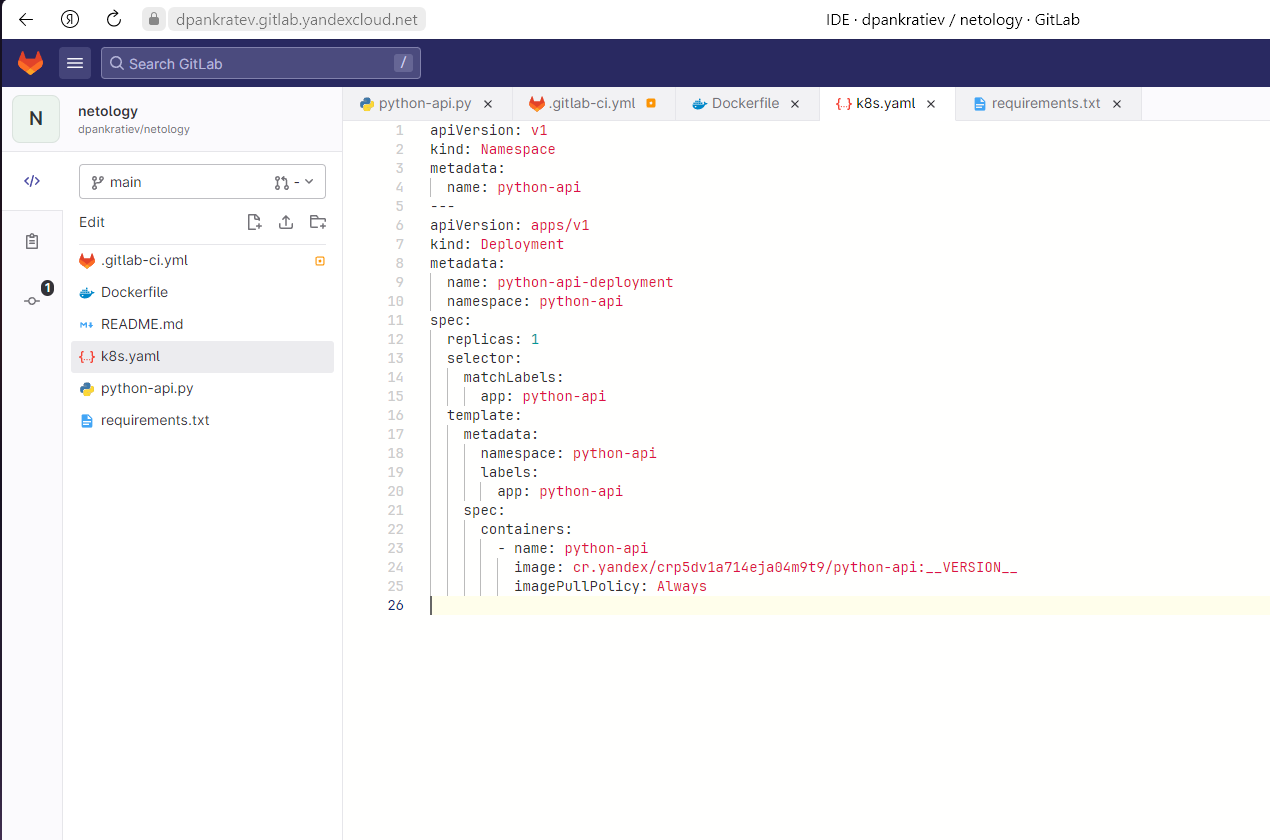 Я dpankratev.gitlab.yandexcloud.net IDE · dpankratiev / netology · GitLab
Search GitLab /
N netology
dpankratiev/netology
python-api.py .gitlab-ci.yml Dockerfile {..} k8s.yaml requirements.txt
</> main -
Edit
.gitlab-ci.yml
1
Dockerfile
M↓ README.md
{..} k8s.yaml
python-api.py
requirements.txt
1 apiVersion: v1
2 kind: Namespace
3 metadata:
4   name: python-api
5 ---
6 apiVersion: apps/v1
7 kind: Deployment
8 metadata:
9   name: python-api-deployment
10   namespace: python-api
11 spec:
12   replicas: 1
13   selector:
14     matchLabels:
15       app: python-api
16   template:
17     metadata:
18       namespace: python-api
19       labels:
20         app: python-api
21     spec:
22       containers:
23         - name: python-api
24           image: cr.yandex/crp5dv1a714eja04m9t9/python-api:__VERSION__
25           imagePullPolicy: Always
26